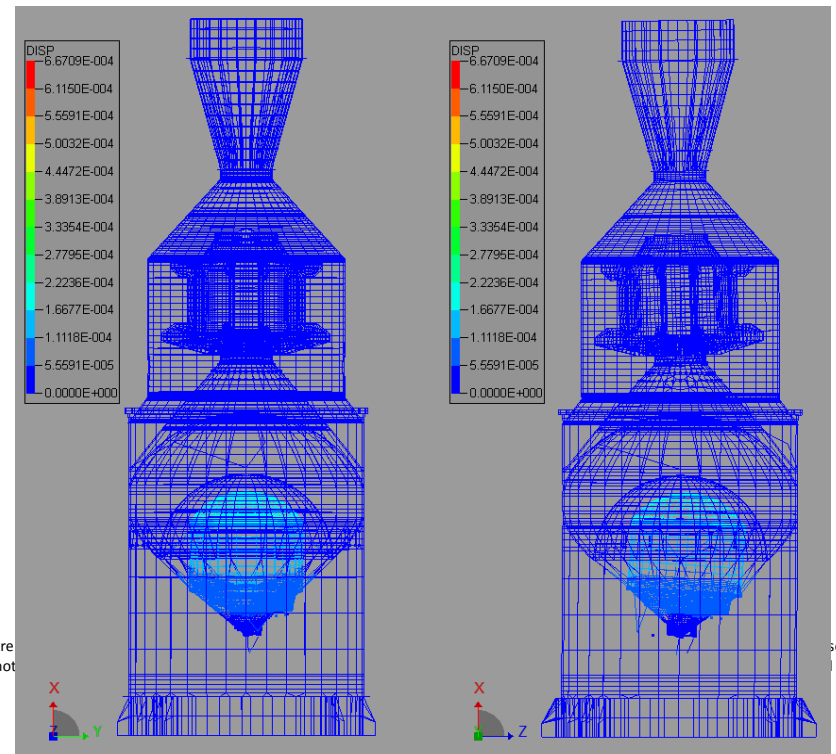 DISP
6.6709E-004
6.1150E-004
5.5591E-004
5.0032E-004
4.4472E-004
3.8913E-004
3.3354E-004
2.7795E-004
2.2236E-004
1.6677E-004
1.1118E-004
5.5591E-005
0.0000E+000
DISP
6.6709E-004
6.1150E-004
5.5591E-004
5.0032E-004
4.4472E-004
3.8913E-004
3.3354E-004
2.7795E-004
2.2236E-004
1.6677E-004
1.1118E-004
5.5591E-005
0.0000E+000
re
not
X
Z Y
X
Z